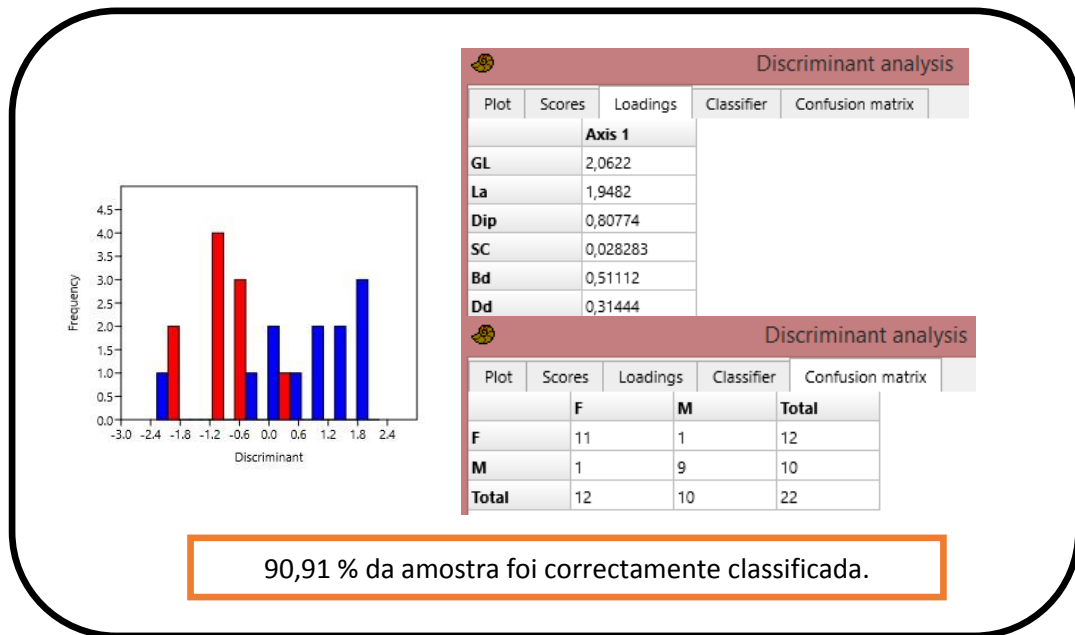 4.5
4.0
3.5
3.0
2.5
2.0
1.5
1.0
0.5
0.0
Frequency
-3.0 -2.4 -1.8 -1.2 -0.6 0.0 0.6 1.2 1.8 2.4
Discriminant
Discriminant analysis
Plot Scores Loadings Classifier Confusion matrix
Axis 1
GL 2,0622
La 1,9482
Dip 0,80774
SC 0,028283
Bd 0,51112
Dd 0,31444
Discriminant analysis
Plot Scores Loadings Classifier Confusion matrix
F M Total
F 11 1 12
M 1 9 10
Total 12 10 22
90,91 % da amostra foi correctamente classificada.